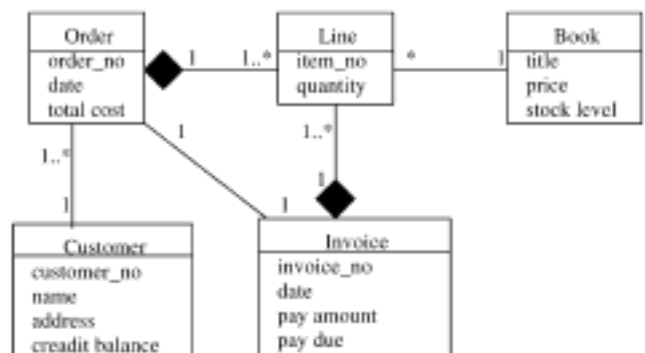 Order
order_no
date
total cost
1
1..*
Line
item_no
quantity
*
1
Book
title
price
stock level
1..*
1
1
1
1..*
1
Customer
customer_no
name
address
creadit balance
Invoice
invoice_no
date
pay amount
pay due